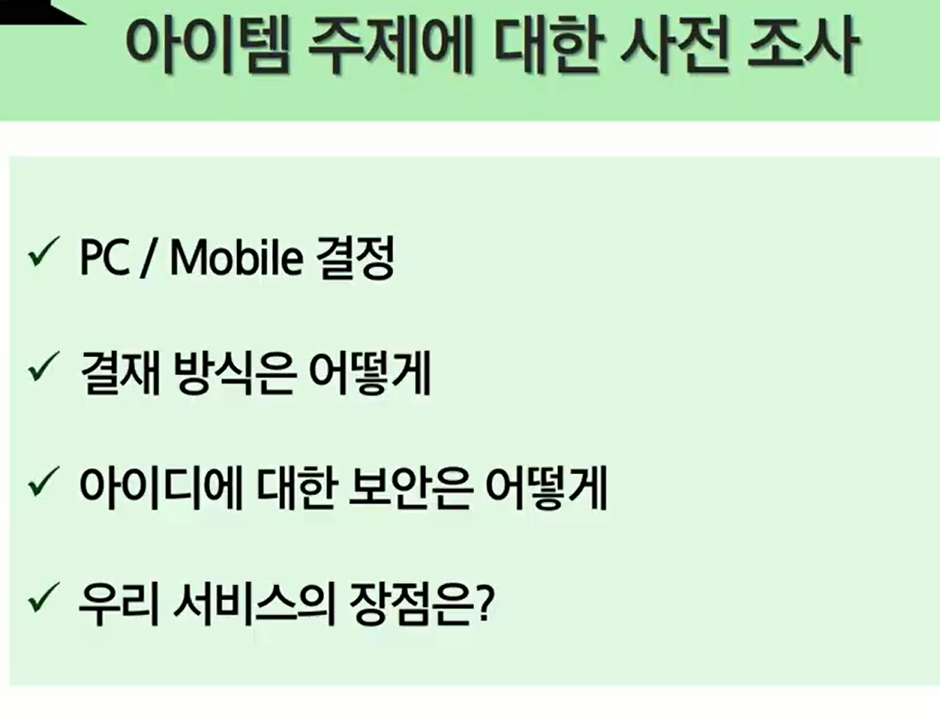 아이템 주제에 대한 사전 조사
✓ PC / Mobile 결정
✓ 결재 방식은 어떻게
✓ 아이디에 대한 보안은 어떻게
✓ 우리 서비스의 장점은?